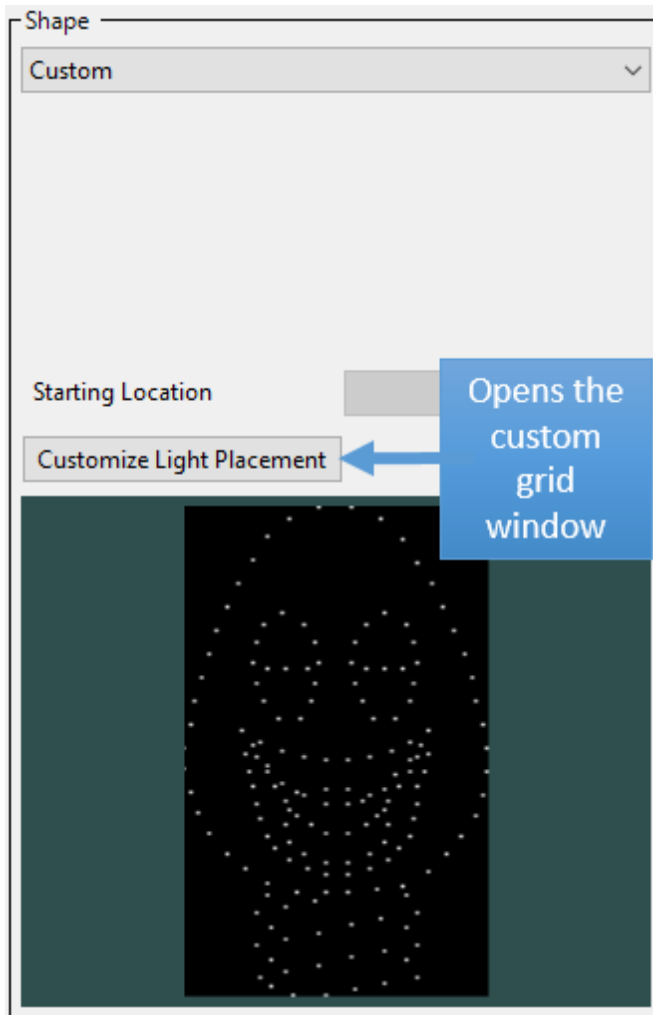 Shape
Custom
Starting Location
Customize Light Placement
Opens the
custom
grid
window